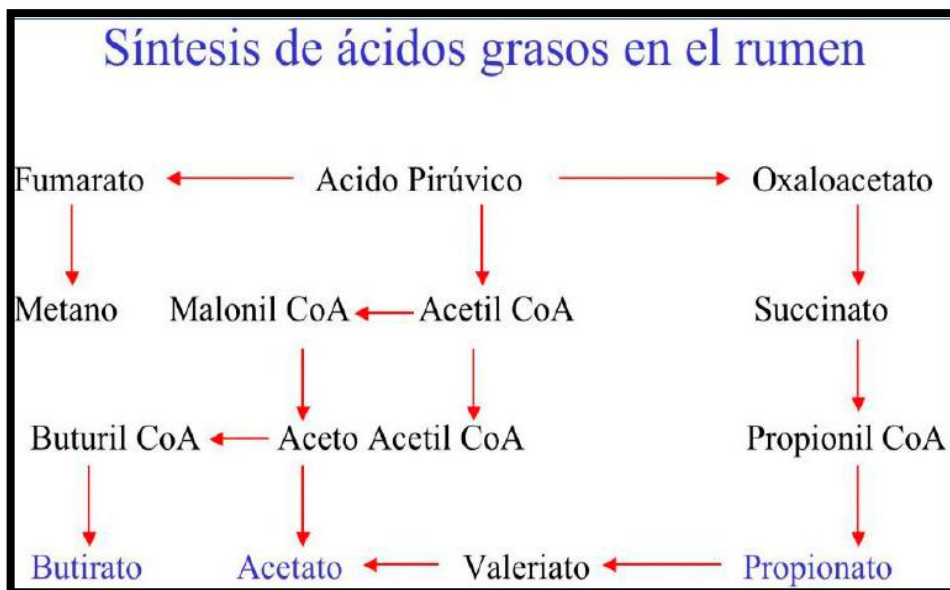 Síntesis de ácidos grasos en el rumen
Fumarato Acido Pirúvico Oxaloacetato
Metano Malonil CoA Acetil CoA Succinato
Buturil CoA Aceto Acetil CoA Propionil CoA
Butirato Acetato Valeriato Propionato